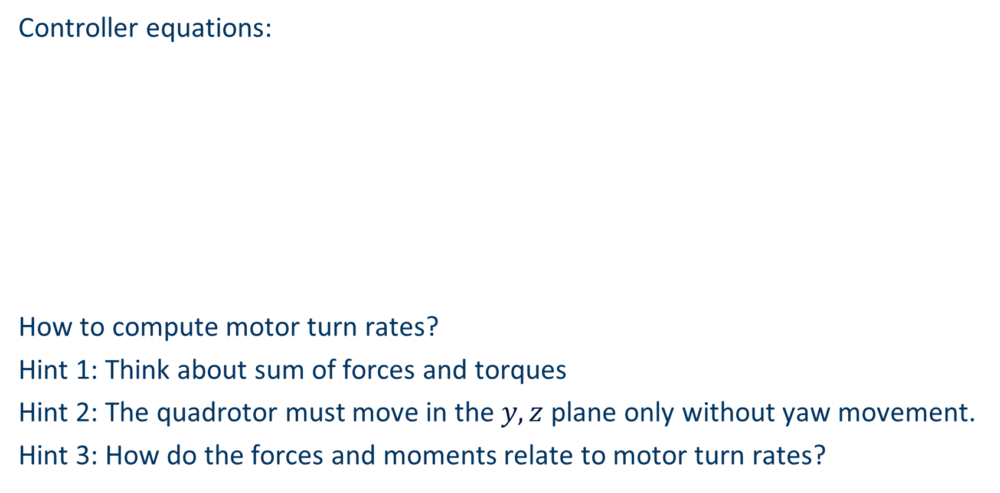 Controller equations:
How to compute motor turn rates?
Hint 1: Think about sum of forces and torques
Hint 2: The quadrotor must move in the y, z plane only without yaw movement.
Hint 3: How do the forces and moments relate to motor turn rates?